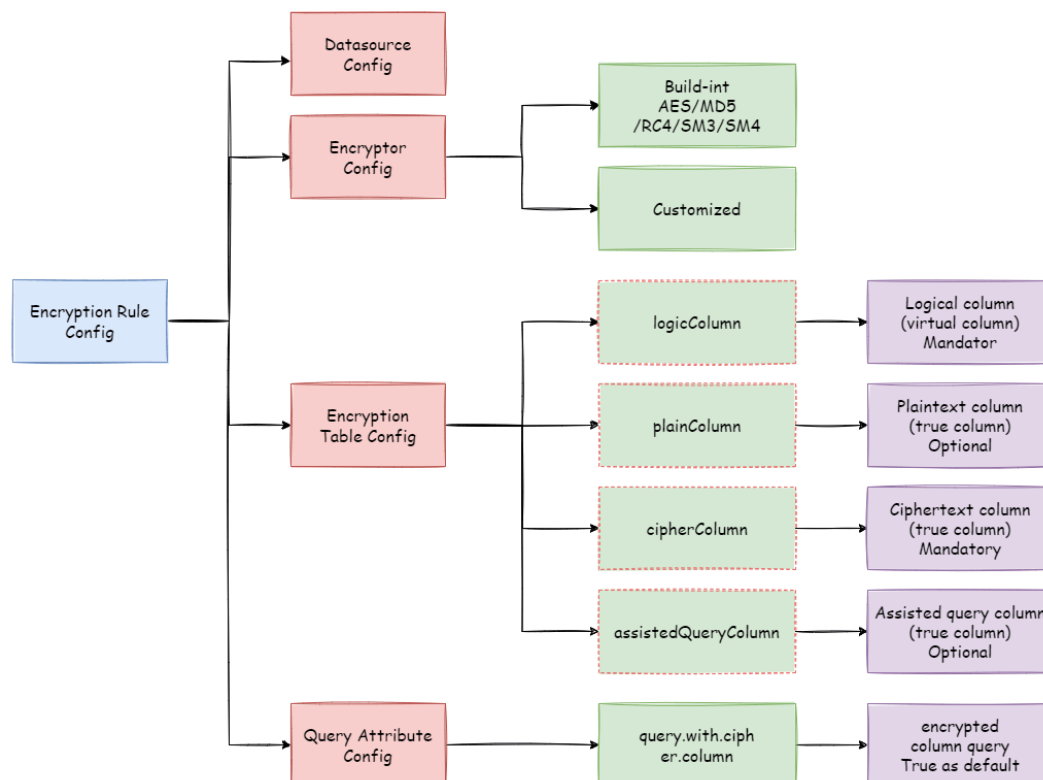 Datasource
Config
Build-int
AES/MD5
/RC4/SM3/SM4
Encryptor
Config
Customized
Encryption Rule
Config
logicColumn
Logical column
(virtual column)
Mandator
Encryption
Table Config
plainColumn
Plaintext column
(true column)
Optional
cipherColumn
Ciphertext column
(true column)
Mandatory
assistedQueryColumn
Assisted query column
(true column)
Optional
Query Attribute
Config
query.with.ciph
er.column
encrypted
column query
True as default